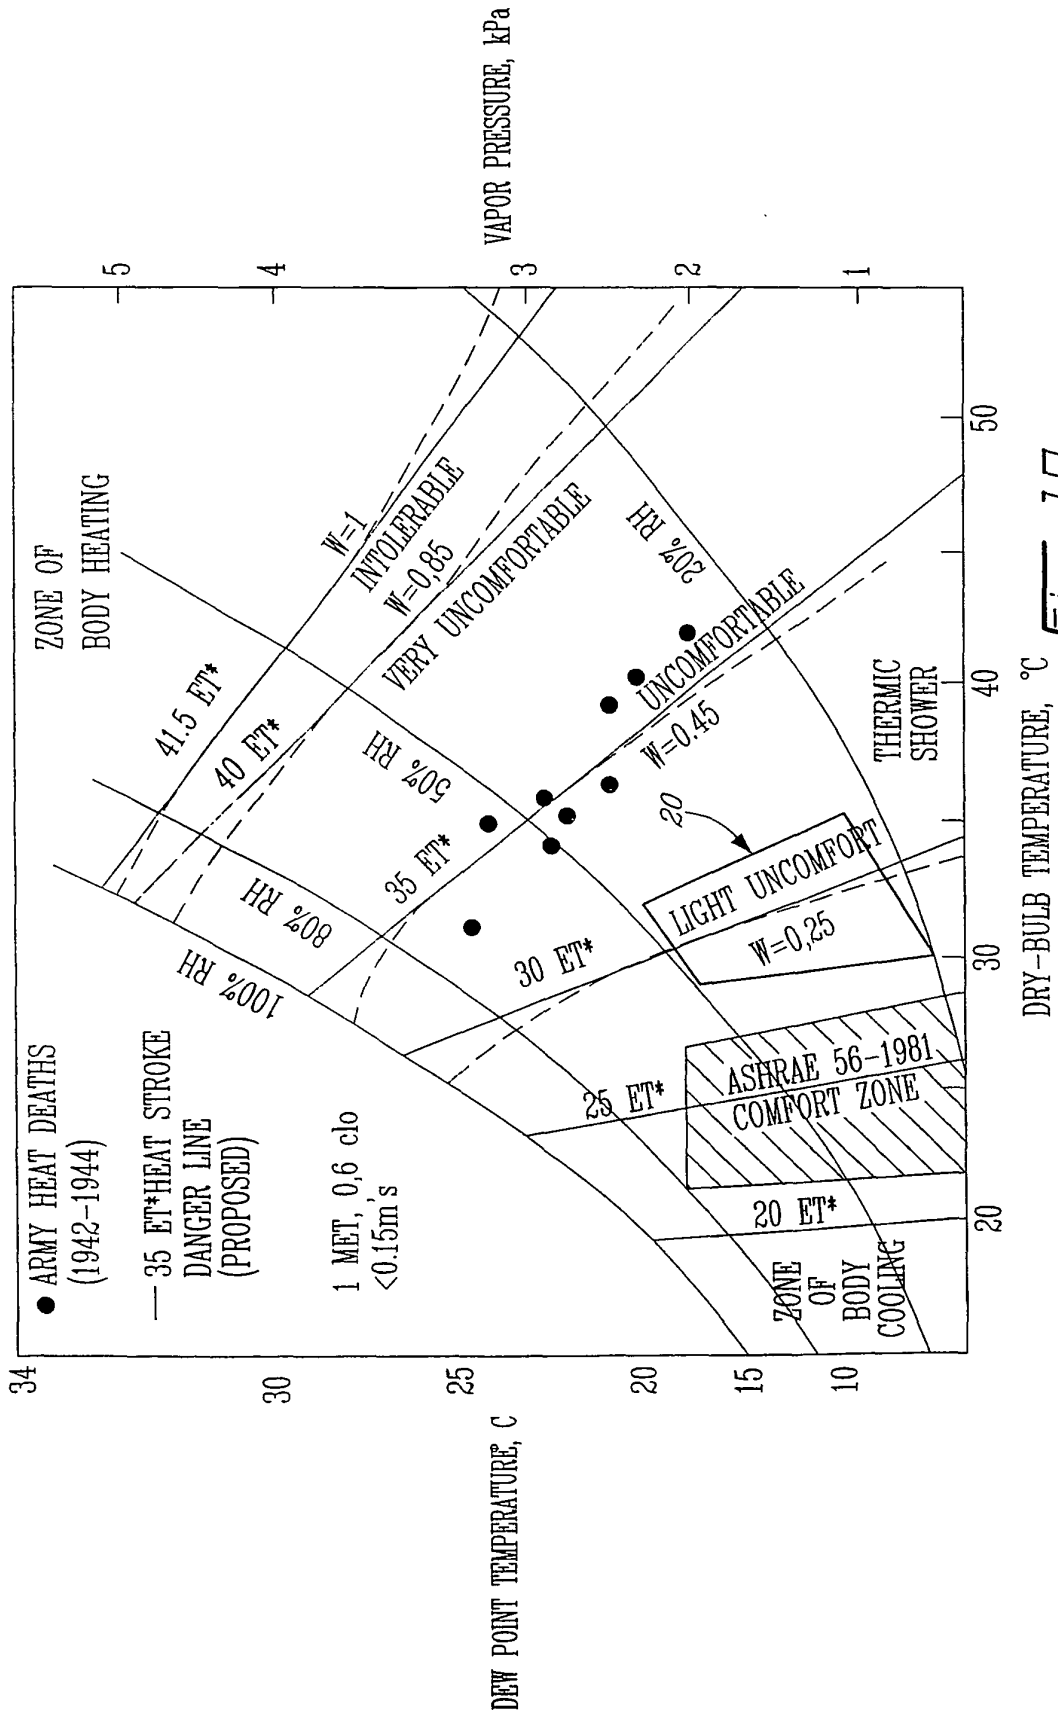 34
30
25
20
15
10
DEW POINT TEMPERATURE, C
● ARMY HEAT DEATHS
(1942-1944)
— 35 ET*HEAT STROKE
DANGER LINE
(PROPOSED)
1 MET, 0,6 clo
<0.15m's
ZONE OF
BODY HEATING
100% RH
80% RH
50% RH
20% RH
41.5 ET*
40 ET*
35 ET*
30 ET*
25 ET*
20 ET*
W=1
INTOLERABLE
W=0,85
VERY UNCOMFORTABLE
UNCOMFORTABLE
W=0.45
20
LIGHT UNCOMFORT
W=0,25
ASHRAE 56-1981
COMFORT ZONE
ZONE
OF
BODY
COOLING
THERMIC
SHOWER
5
4
3
2
1
VAPOR PRESSURE, kPa
20
30
40
50
DRY-BULB TEMPERATURE, °C